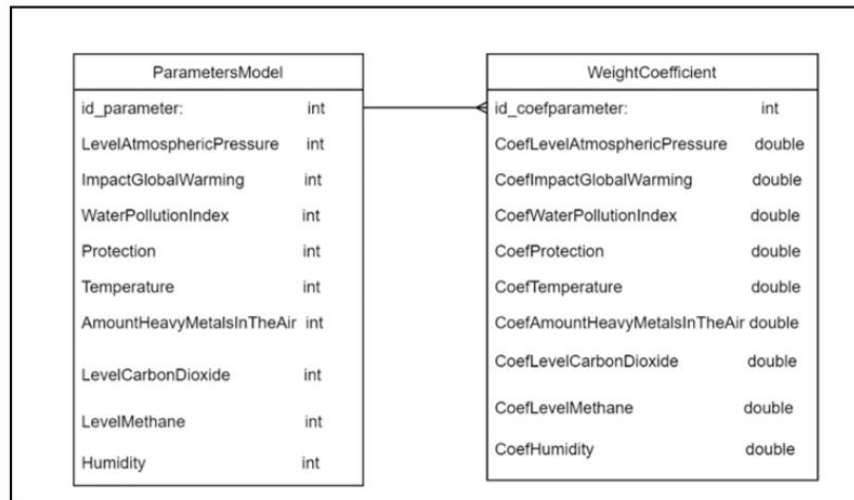 ParametersModel
id_parameter: int
LevelAtmosphericPressure int
ImpactGlobalWarming int
WaterPollutionIndex int
Protection int
Temperature int
AmountHeavyMetalsInTheAir int
LevelCarbonDioxide int
LevelMethane int
Humidity int
WeightCoefficient
id_coefparameter: int
CoefLevelAtmosphericPressure double
CoefImpactGlobalWarming double
CoefWaterPollutionIndex double
CoefProtection double
CoefTemperature double
CoefAmountHeavyMetalsInTheAir double
CoefLevelCarbonDioxide double
CoefLevelMethane double
CoefHumidity double